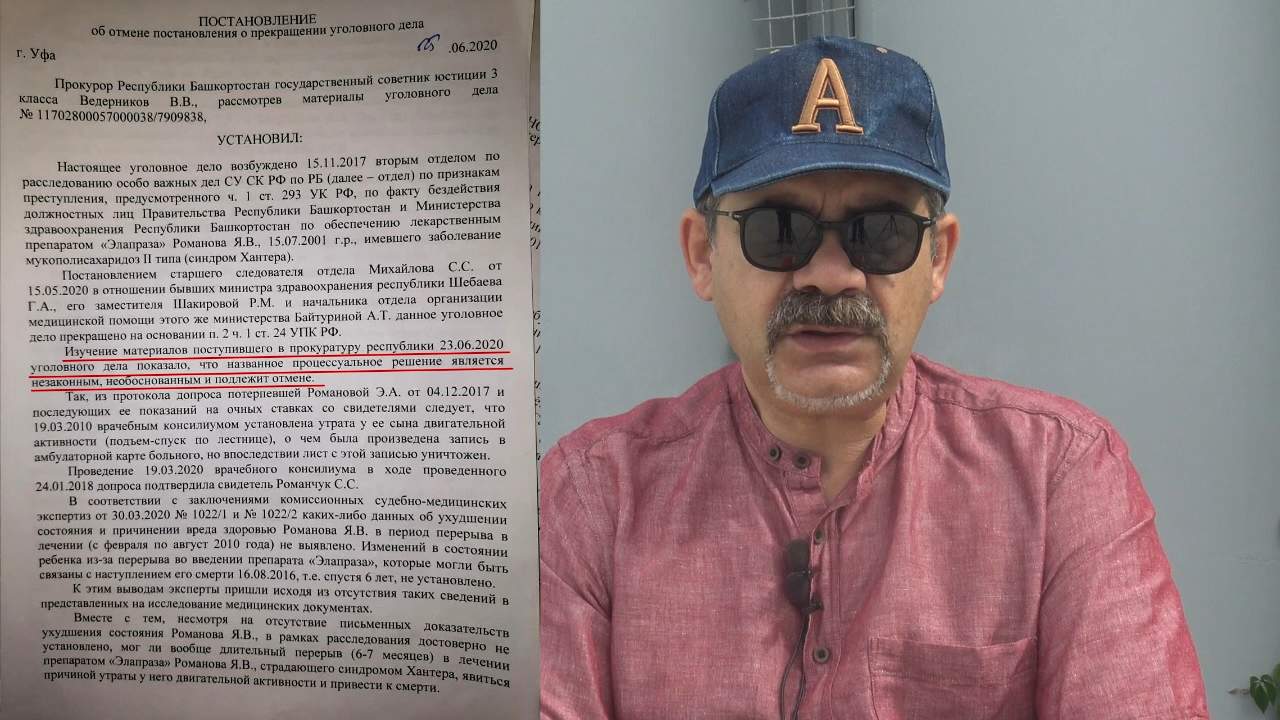 ПОСТАНОВЛЕНИЕ
об отмене постановления о прекращении уголовного дела
г. Уфа .06.2020
Прокурор Республики Башкортостан государственный советник юстиции 3
класса Ведерников В.В., рассмотрев материалы уголовного дела
№ 11702800057000038/7909838,
УСТАНОВИЛ:
Настоящее уголовное дело возбуждено 15.11.2017 вторым отделом по
расследованию особо важных дел СУ СК РФ по РБ (далее – отдел) по признакам
преступления, предусмотренного ч. 1 ст. 293 УК РФ, по факту бездействия
должностных лиц Правительства Республики Башкортостан и Министерства
здравоохранения Республики Башкортостан по обеспечению лекарственным
препаратом «Элапраза» Романова Я.В., 15.07.2001 г.р., имевшего заболевание
мукополисахаридоз II типа (синдром Хантера).
Постановлением старшего следователя отдела Михайлова С.С. от
15.05.2020 в отношении бывших министра здравоохранения республики Шебаева
Г.А., его заместителя Шакировой Р.М. и начальника отдела организации
медицинской помощи этого же министерства Байтуриной А.Т. данное уголовное
дело прекращено на основании п. 2 ч. 1 ст. 24 УПК РФ.
Изучение материалов поступившего в прокуратуру республики 23.06.2020
уголовного дела показало, что названное процессуальное решение является
незаконным, необоснованным и подлежит отмене.
Так, из протокола допроса потерпевшей Романовой Э.А. от 04.12.2017 и
последующих ее показаний на очных ставках со свидетелями следует, что
19.03.2010 врачебным консилиумом установлена утрата у ее сына двигательной
активности (подъем-спуск по лестнице), о чем была произведена запись в
амбулаторной карте больного, но впоследствии лист с этой записью уничтожен.
Проведение 19.03.2020 врачебного консилиума в ходе проведенного
24.01.2018 допроса подтвердила свидетель Романчук С.С.
В соответствии с заключениями комиссионных судебно-медицинских
экспертиз от 30.03.2020 № 1022/1 и № 1022/2 каких-либо данных об ухудшении
состояния и причинении вреда здоровью Романова Я.В. в период перерыва в
лечении (с февраля по август 2010 года) не выявлено. Изменений в состоянии
ребенка из-за перерыва во введении препарата «Элапраза», которые могли быть
связаны с наступлением его смерти 16.08.2016, т.е. спустя 6 лет, не установлено.
К этим выводам эксперты пришли исходя из отсутствия таких сведений в
представленных на исследование медицинских документах.
Вместе с тем, несмотря на отсутствие письменных доказательств
ухудшения состояния Романова Я.В., в рамках расследования достоверно не
установлено, мог ли вообще длительный перерыв (6-7 месяцев) в лечении
препаратом «Элапраза» Романова Я.В., страдающего синдромом Хантера, явиться
причиной утраты у него двигательной активности и привести к смерти.
A